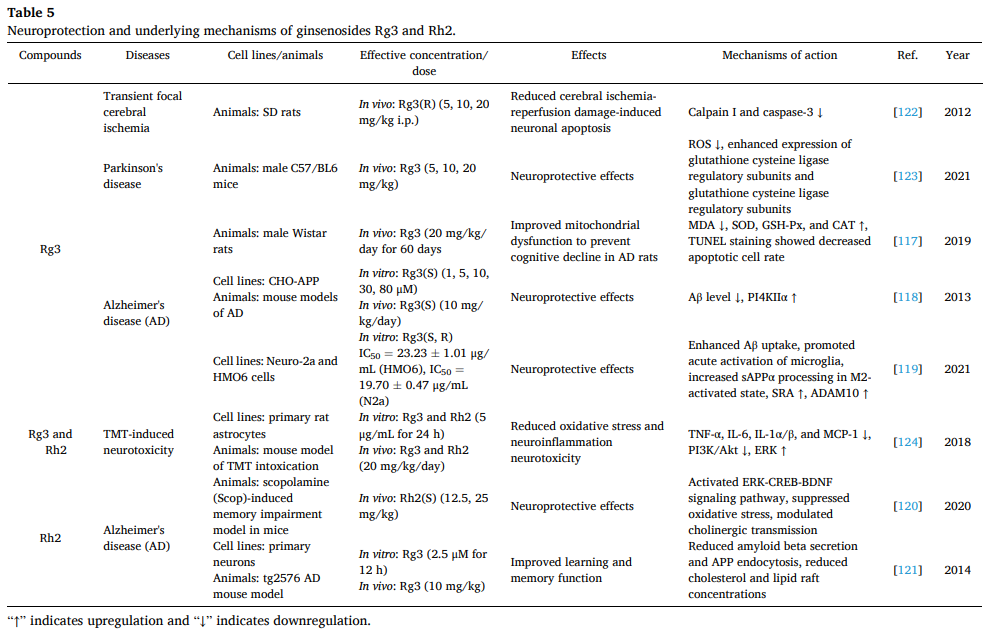 Table 5
Neuroprotection and underlying mechanisms of ginsenosides Rg3 and Rh2.
Compounds Diseases Cell lines/animals Effective concentration/ Effects Mechanisms of action Ref. Year
dose
Transient focal
cerebral
ischemia
Animals: SD rats
In vivo: Rg3(R) (5, 10, 20
mg/kg i.p.)
Reduced cerebral ischemia-
reperfusion damage-induced
neuronal apoptosis
Calpain I and caspase-3 ↓
[122]
2012
Parkinson's
disease
Animals: male C57/BL6
mice
In vivo: Rg3 (5, 10, 20
mg/kg)
Neuroprotective effects
ROS ↓, enhanced expression of
glutathione cysteine ligase
regulatory subunits and
glutathione cysteine ligase
regulatory subunits
[123]
2021
Rg3
Alzheimer's
disease (AD)
Animals: male Wistar
rats
In vivo: Rg3 (20 mg/kg/
day for 60 days
Improved mitochondrial
dysfunction to prevent
cognitive decline in AD rats
MDA ↓, SOD, GSH-Px, and CAT ↑,
TUNEL staining showed decreased
apoptotic cell rate
[117]
2019
Cell lines: CHO-APP
Animals: mouse models
of AD
In vitro: Rg3(S) (1, 5, 10,
30, 80 μM)
In vivo: Rg3(S) (10 mg/
kg/day)
Neuroprotective effects
Aβ level ↓, PI4KIIα ↑
[118]
2013
Cell lines: Neuro-2a and
HMO6 cells
In vitro: Rg3(S, R)
IC50 = 23.23 ± 1.01 μg/
mL (HMO6), IC50 =
19.70 ± 0.47 μg/mL
(N2a)
Neuroprotective effects
Enhanced Aβ uptake, promoted
acute activation of microglia,
increased sAPPα processing in M2-
activated state, SRA ↑, ADAM10 ↑
[119]
2021
Rg3 and
Rh2
TMT-induced
neurotoxicity
Cell lines: primary rat
astrocytes
Animals: mouse model
of TMT intoxication
In vitro: Rg3 and Rh2 (5
μg/mL for 24 h)
In vivo: Rg3 and Rh2
(20 mg/kg/day)
Reduced oxidative stress and
neuroinflammation
neurotoxicity
TNF-α, IL-6, IL-1α/β, and MCP-1 ↓,
PI3K/Akt ↓, ERK ↑
[124]
2018
Rh2
Alzheimer's
disease (AD)
Animals: scopolamine
(Scop)-induced
memory impairment
model in mice
In vivo: Rh2(S) (12.5, 25
mg/kg)
Neuroprotective effects
Activated ERK-CREB-BDNF
signaling pathway, suppressed
oxidative stress, modulated
cholinergic transmission
[120]
2020
Cell lines: primary
neurons
Animals: tg2576 AD
mouse model
In vitro: Rg3 (2.5 μM for
12 h)
In vivo: Rg3 (10 mg/kg)
Improved learning and
memory function
Reduced amyloid beta secretion
and APP endocytosis, reduced
cholesterol and lipid raft
concentrations
[121]
2014
“↑” indicates upregulation and “↓” indicates downregulation.